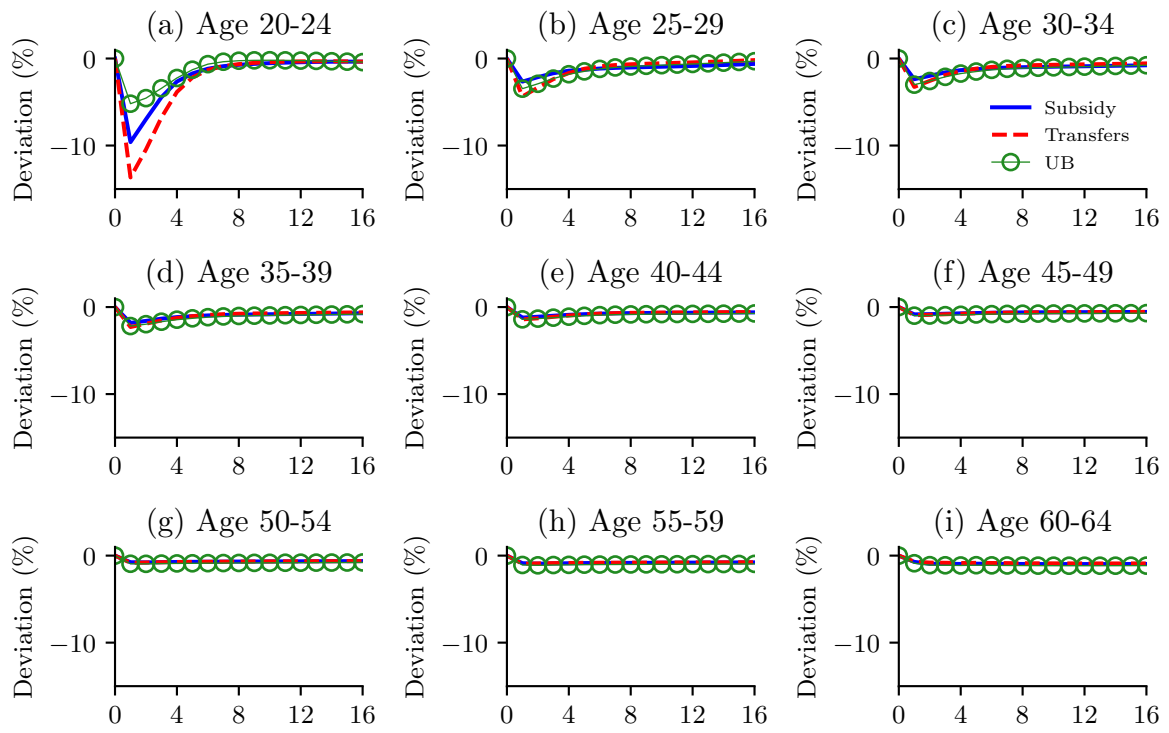 (a) Age 20-24
Deviation (%)
0
−10
0 4 8 12 16
(b) Age 25-29
Deviation (%)
0
−10
0 4 8 12 16
(c) Age 30-34
Deviation (%)
0
−10
Subsidy
Transfers
UB
0 4 8 12 16
(d) Age 35-39
Deviation (%)
0
−10
0 4 8 12 16
(e) Age 40-44
Deviation (%)
0
−10
0 4 8 12 16
(f) Age 45-49
Deviation (%)
0
−10
0 4 8 12 16
(g) Age 50-54
Deviation (%)
0
−10
0 4 8 12 16
(h) Age 55-59
Deviation (%)
0
−10
0 4 8 12 16
(i) Age 60-64
Deviation (%)
0
−10
0 4 8 12 16